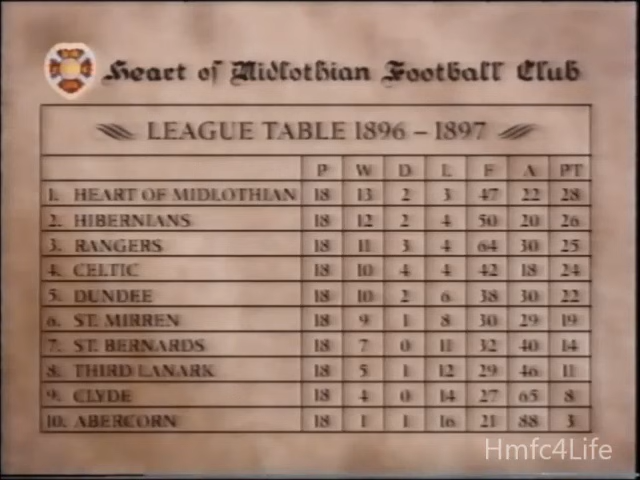 Heart of Midlothian Football Club
LEAGUE TABLE 1896 – 1897
P W D L F A PT
1. HEART OF MIDLOTHIAN 18 13 2 3 47 22 28
2. HIBERNIANS 18 12 2 4 50 20 26
3. RANGERS 18 11 3 4 64 30 25
4. CELTIC 18 10 4 4 42 18 24
5. DUNDEE 18 10 2 6 38 30 22
6. ST. MIRREN 18 9 1 8 30 29 19
7. ST. BERNARDS 18 7 0 11 32 40 14
8. THIRD LANARK 18 5 1 12 29 46 11
9. CLYDE 18 4 0 14 27 65 8
10. ABERCORN 18 1 1 16 21 88 3
Hmfc4Life